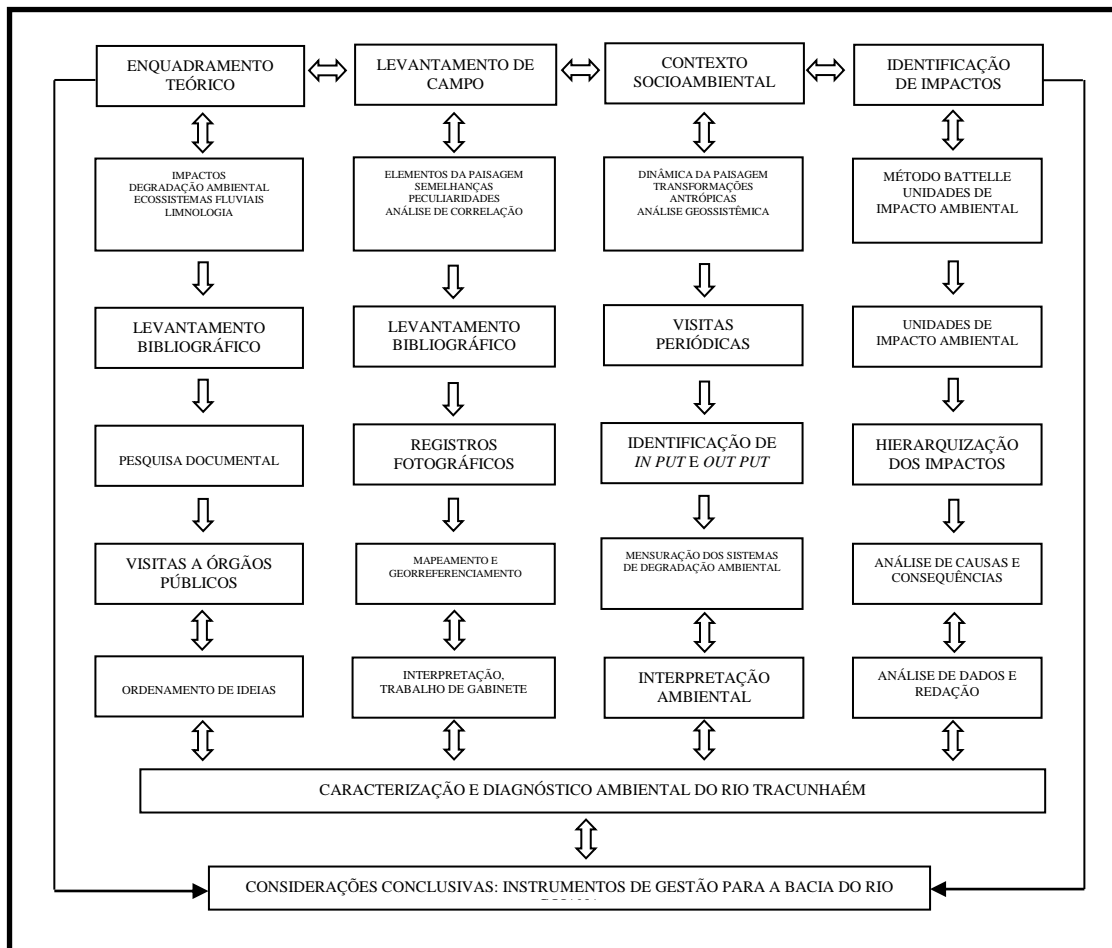 ENQUADRAMENTO
TEÓRICO
LEVANTAMENTO DE
CAMPO
CONTEXTO
SOCIOAMBIENTAL
IDENTIFICAÇÃO
DE IMPACTOS
IMPACTOS
DEGRADAÇÃO AMBIENTAL
ECOSSISTEMAS FLUVIAIS
LIMNOLOGIA
ELEMENTOS DA PAISAGEM
SEMELHANÇAS
PECULIARIDADES
ANÁLISE DE CORRELAÇÃO
DINÂMICA DA PAISAGEM
TRANSFORMAÇÕES
ANTRÓPICAS
ANÁLISE GEOSSISTÊMICA
MÉTODO BATTELLE
UNIDADES DE
IMPACTO AMBIENTAL
LEVANTAMENTO
BIBLIOGRÁFICO
LEVANTAMENTO
BIBLIOGRÁFICO
VISITAS
PERIÓDICAS
UNIDADES DE
IMPACTO AMBIENTAL
PESQUISA DOCUMENTAL
REGISTROS
FOTOGRÁFICOS
IDENTIFICAÇÃO DE
IN PUT E OUT PUT
HIERARQUIZAÇÃO
DOS IMPACTOS
VISITAS A ÓRGÃOS
PÚBLICOS
MAPEAMENTO E
GEORREFERENCIAMENTO
MENSURAÇÃO DOS SISTEMAS
DE DEGRADAÇÃO AMBIENTAL
ANÁLISE DE CAUSAS E
CONSEQUÊNCIAS
ORDENAMENTO DE IDEIAS
INTERPRETAÇÃO,
TRABALHO DE GABINETE
INTERPRETAÇÃO
AMBIENTAL
ANÁLISE DE DADOS E
REDAÇÃO
CARACTERIZAÇÃO E DIAGNÓSTICO AMBIENTAL DO RIO TRACUNHAÉM
CONSIDERAÇÕES CONCLUSIVAS: INSTRUMENTOS DE GESTÃO PARA A BACIA DO RIO